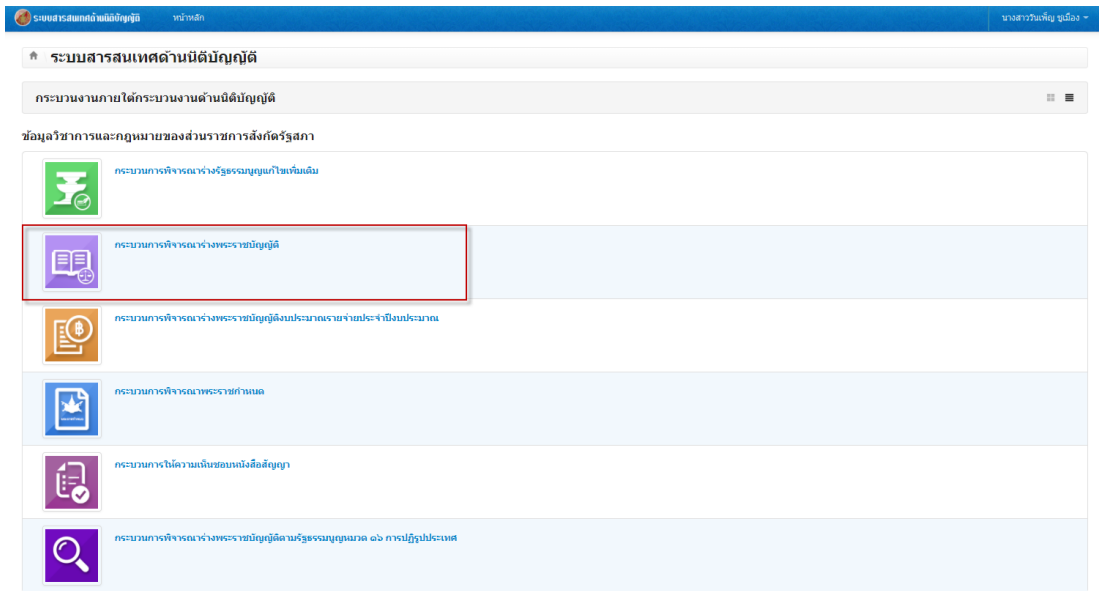 ระบบสารสนเทศด้านนิติบัญญัติ หน้าหลัก นางสาววันเพ็ญ ชูเมือง
ระบบสารสนเทศด้านนิติบัญญัติ
กระบวนงานภายใต้กระบวนงานด้านนิติบัญญัติ
ข้อมูลวิชาการและกฎหมายของส่วนราชการสังกัดรัฐสภา
กระบวนการพิจารณาร่างรัฐธรรมนูญแก้ไขเพิ่มเติม
กระบวนการพิจารณาร่างพระราชบัญญัติ
กระบวนการพิจารณาร่างพระราชบัญญัติงบประมาณรายจ่ายประจำปีงบประมาณ
กระบวนการพิจารณาพระราชกำหนด
กระบวนการให้ความเห็นชอบหนังสือสัญญา
กระบวนการพิจารณาร่างพระราชบัญญัติตามรัฐธรรมนูญหมวด ๑๖ การปฏิรูปประเทศ